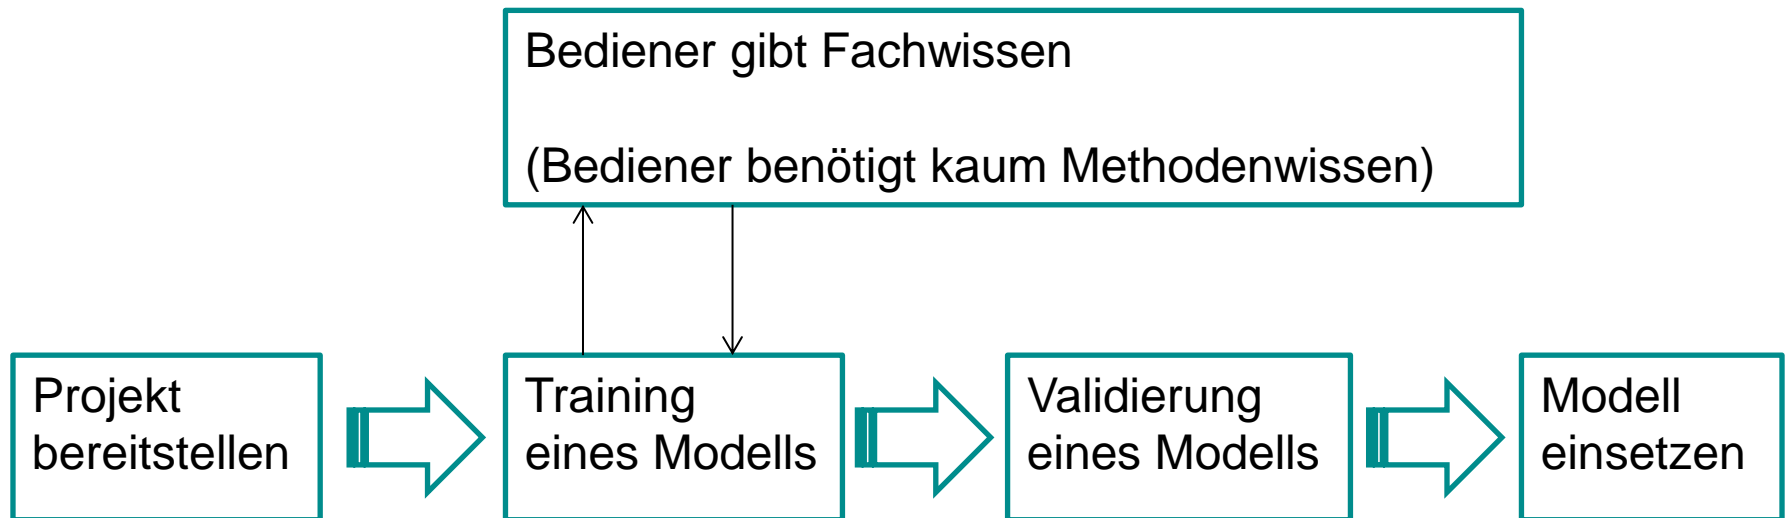 Bediener gibt Fachwissen
(Bediener benötigt kaum Methodenwissen)
Projekt
bereitstellen
Training
eines Modells
Validierung
eines Modells
Modell
einsetzen